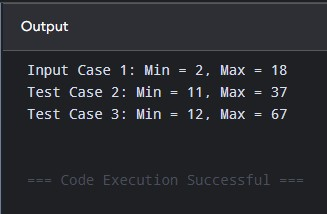 Output
Input Case 1: Min = 2, Max = 18
Test Case 2: Min = 11, Max = 37
Test Case 3: Min = 12, Max = 67
=== Code Execution Successful ===